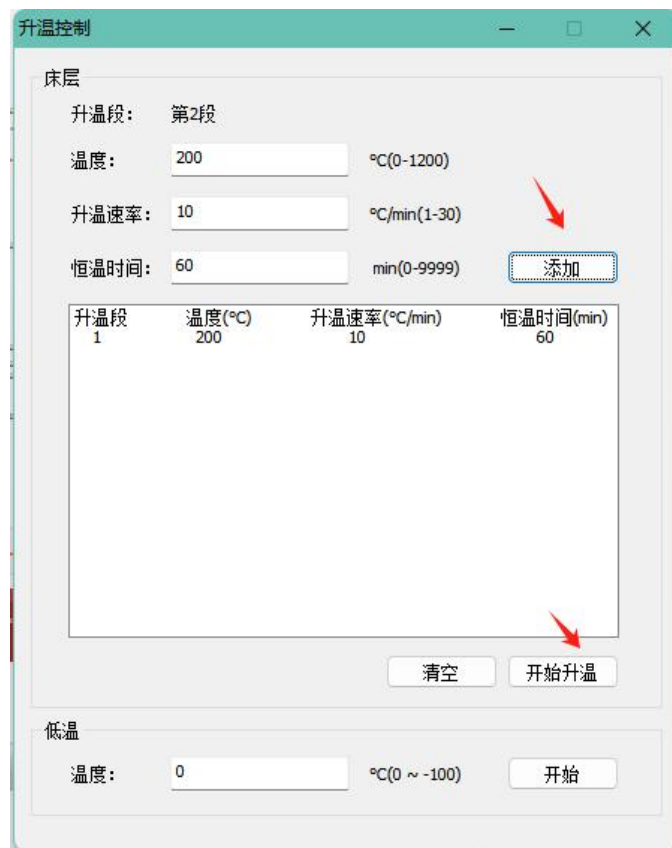 升温控制
床层
升温段： 第2段
温度： 200 ℃(0-1200)
升温速率： 10 ℃/min(1-30)
恒温时间： 60 min(0-9999) 添加
升温段 温度(℃) 升温速率(℃/min) 恒温时间(min)
1 200 10 60
清空 开始升温
低温
温度： 0 ℃(0 ~ -100) 开始